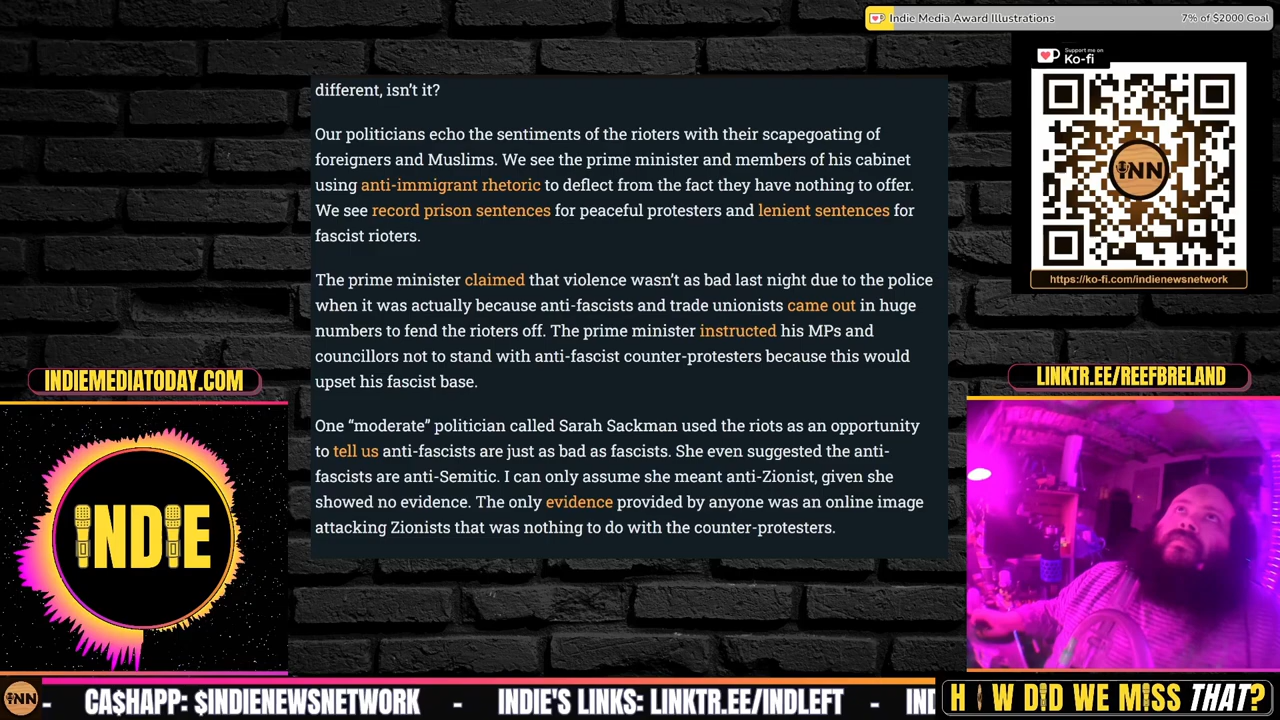 Indie Media Award Illustrations
7% of $2000 Goal
Support me on
Ko-fi
iNN
https://ko-fi.com/indienewsnetwork
different, isn’t it?
Our politicians echo the sentiments of the rioters with their scapegoating of
foreigners and Muslims. We see the prime minister and members of his cabinet
using anti-immigrant rhetoric to deflect from the fact they have nothing to offer.
We see record prison sentences for peaceful protesters and lenient sentences for
fascist rioters.
The prime minister claimed that violence wasn’t as bad last night due to the police
when it was actually because anti-fascists and trade unionists came out in huge
numbers to fend the rioters off. The prime minister instructed his MPs and
councillors not to stand with anti-fascist counter-protesters because this would
upset his fascist base.
One “moderate” politician called Sarah Sackman used the riots as an opportunity
to tell us anti-fascists are just as bad as fascists. She even suggested the anti-
fascists are anti-Semitic. I can only assume she meant anti-Zionist, given she
showed no evidence. The only evidence provided by anyone was an online image
attacking Zionists that was nothing to do with the counter-protesters.
INDIEMEDIATODAY.COM
INDIE
LINKTR.EE/REEFBRELAND
iNN
- CA$HAPP: $INDIENEWSNETWORK - INDIE'S LINKS: LINKTR.EE/INDLEFT - IND
HOW DID WE MISS THAT?